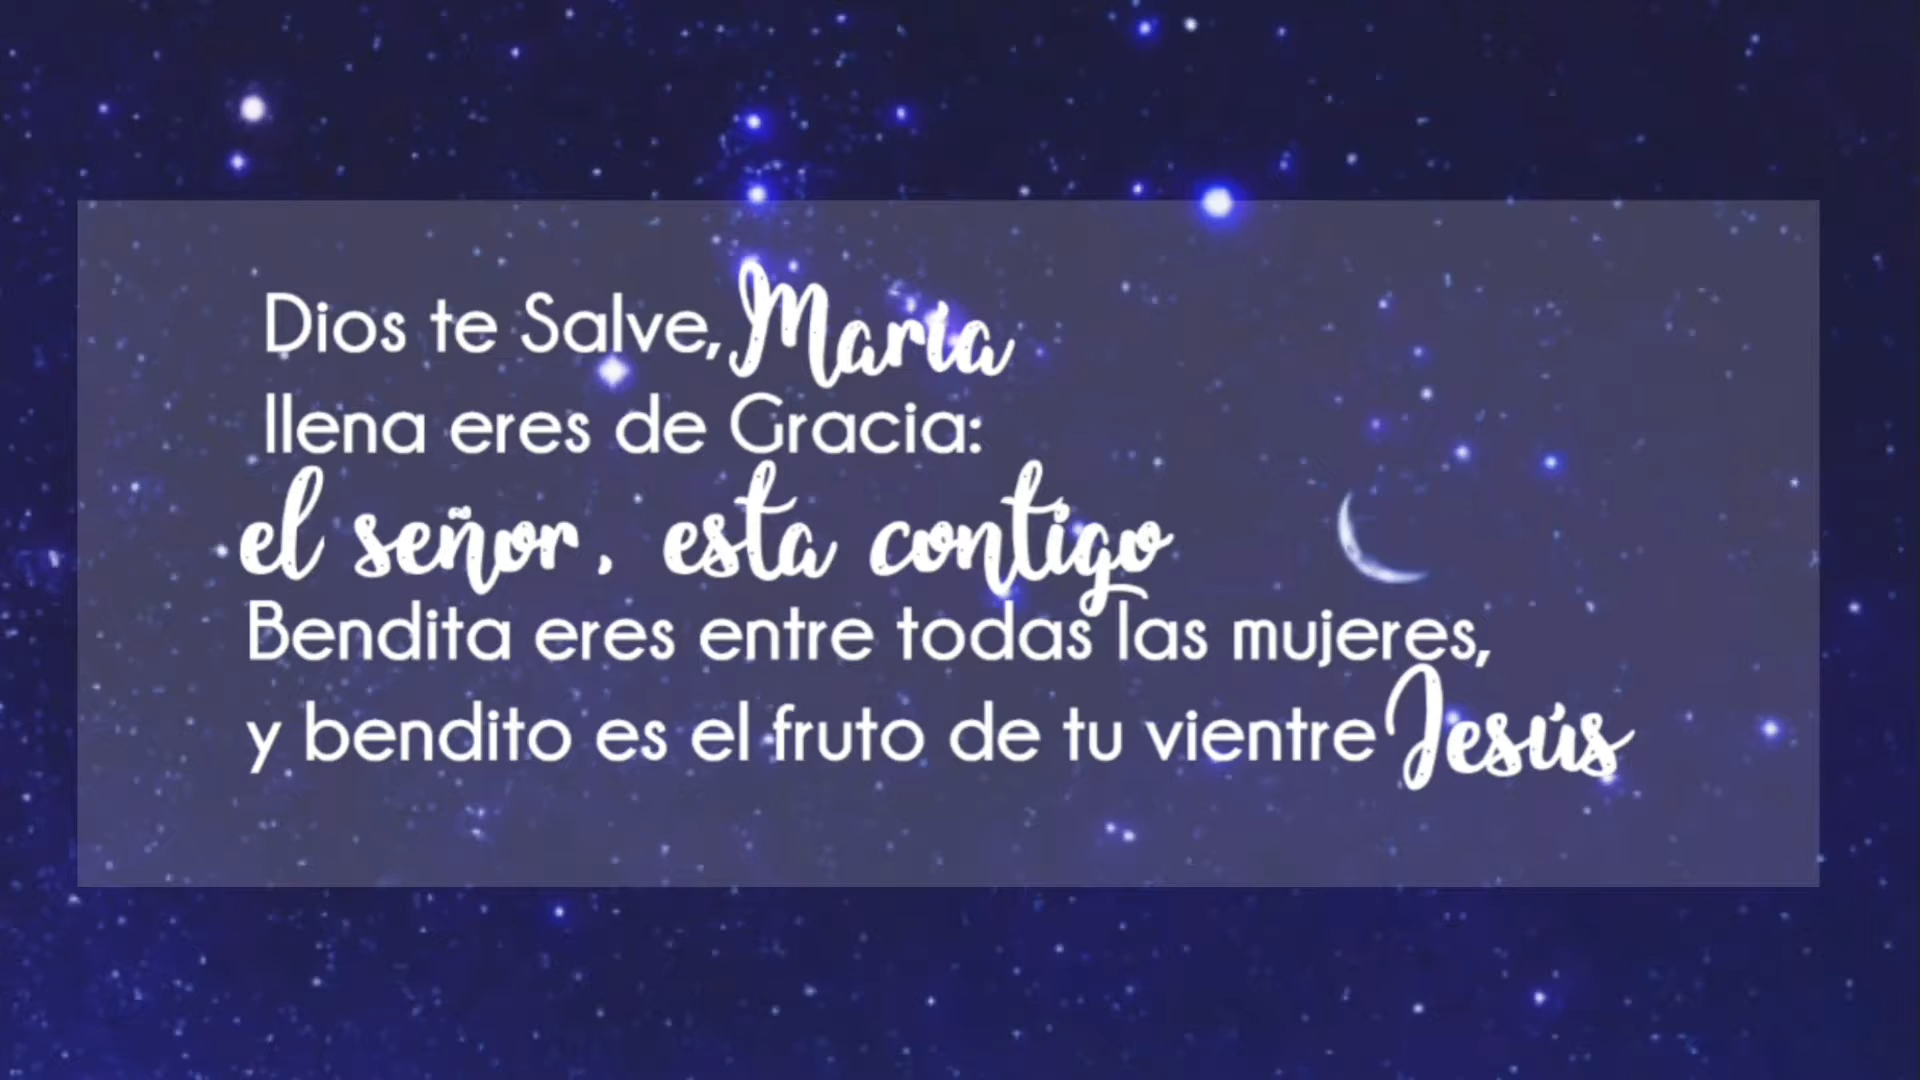 Dios te Salve, María
llena eres de Gracia:
el señor, esta contigo
Bendita eres entre todas las mujeres,
y bendito es el fruto de tu vientre Jesús